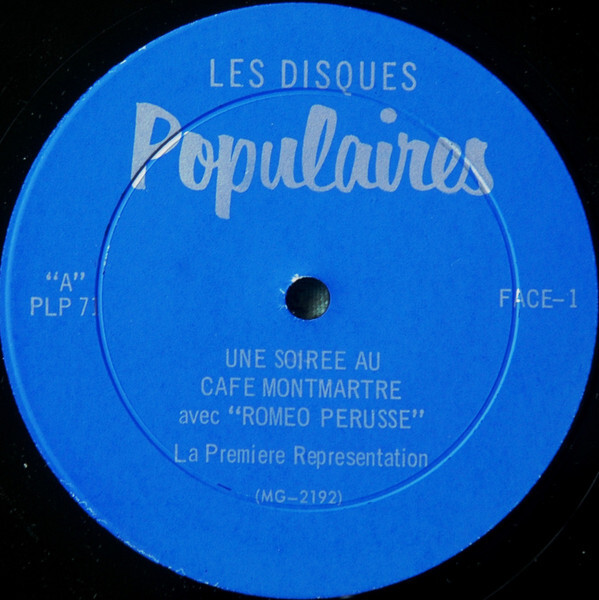 LES DISQUES
Populaires
“A”
PLP 71
FACE-1
UNE SOIREE AU
CAFE MONTMARTRE
avec “ROMEO PERUSSE”
La Premiere Representation
(MG-2192)